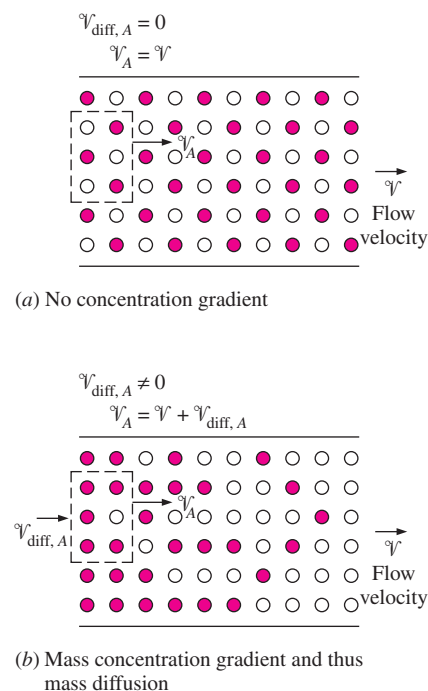 𝒱diff, A = 0
𝒱A = 𝒱
𝒱A
𝒱
Flow
velocity
(a) No concentration gradient
𝒱diff, A ≠ 0
𝒱A = 𝒱 + 𝒱diff, A
𝒱A
𝒱diff, A
𝒱
Flow
velocity
(b) Mass concentration gradient and thus
mass diffusion